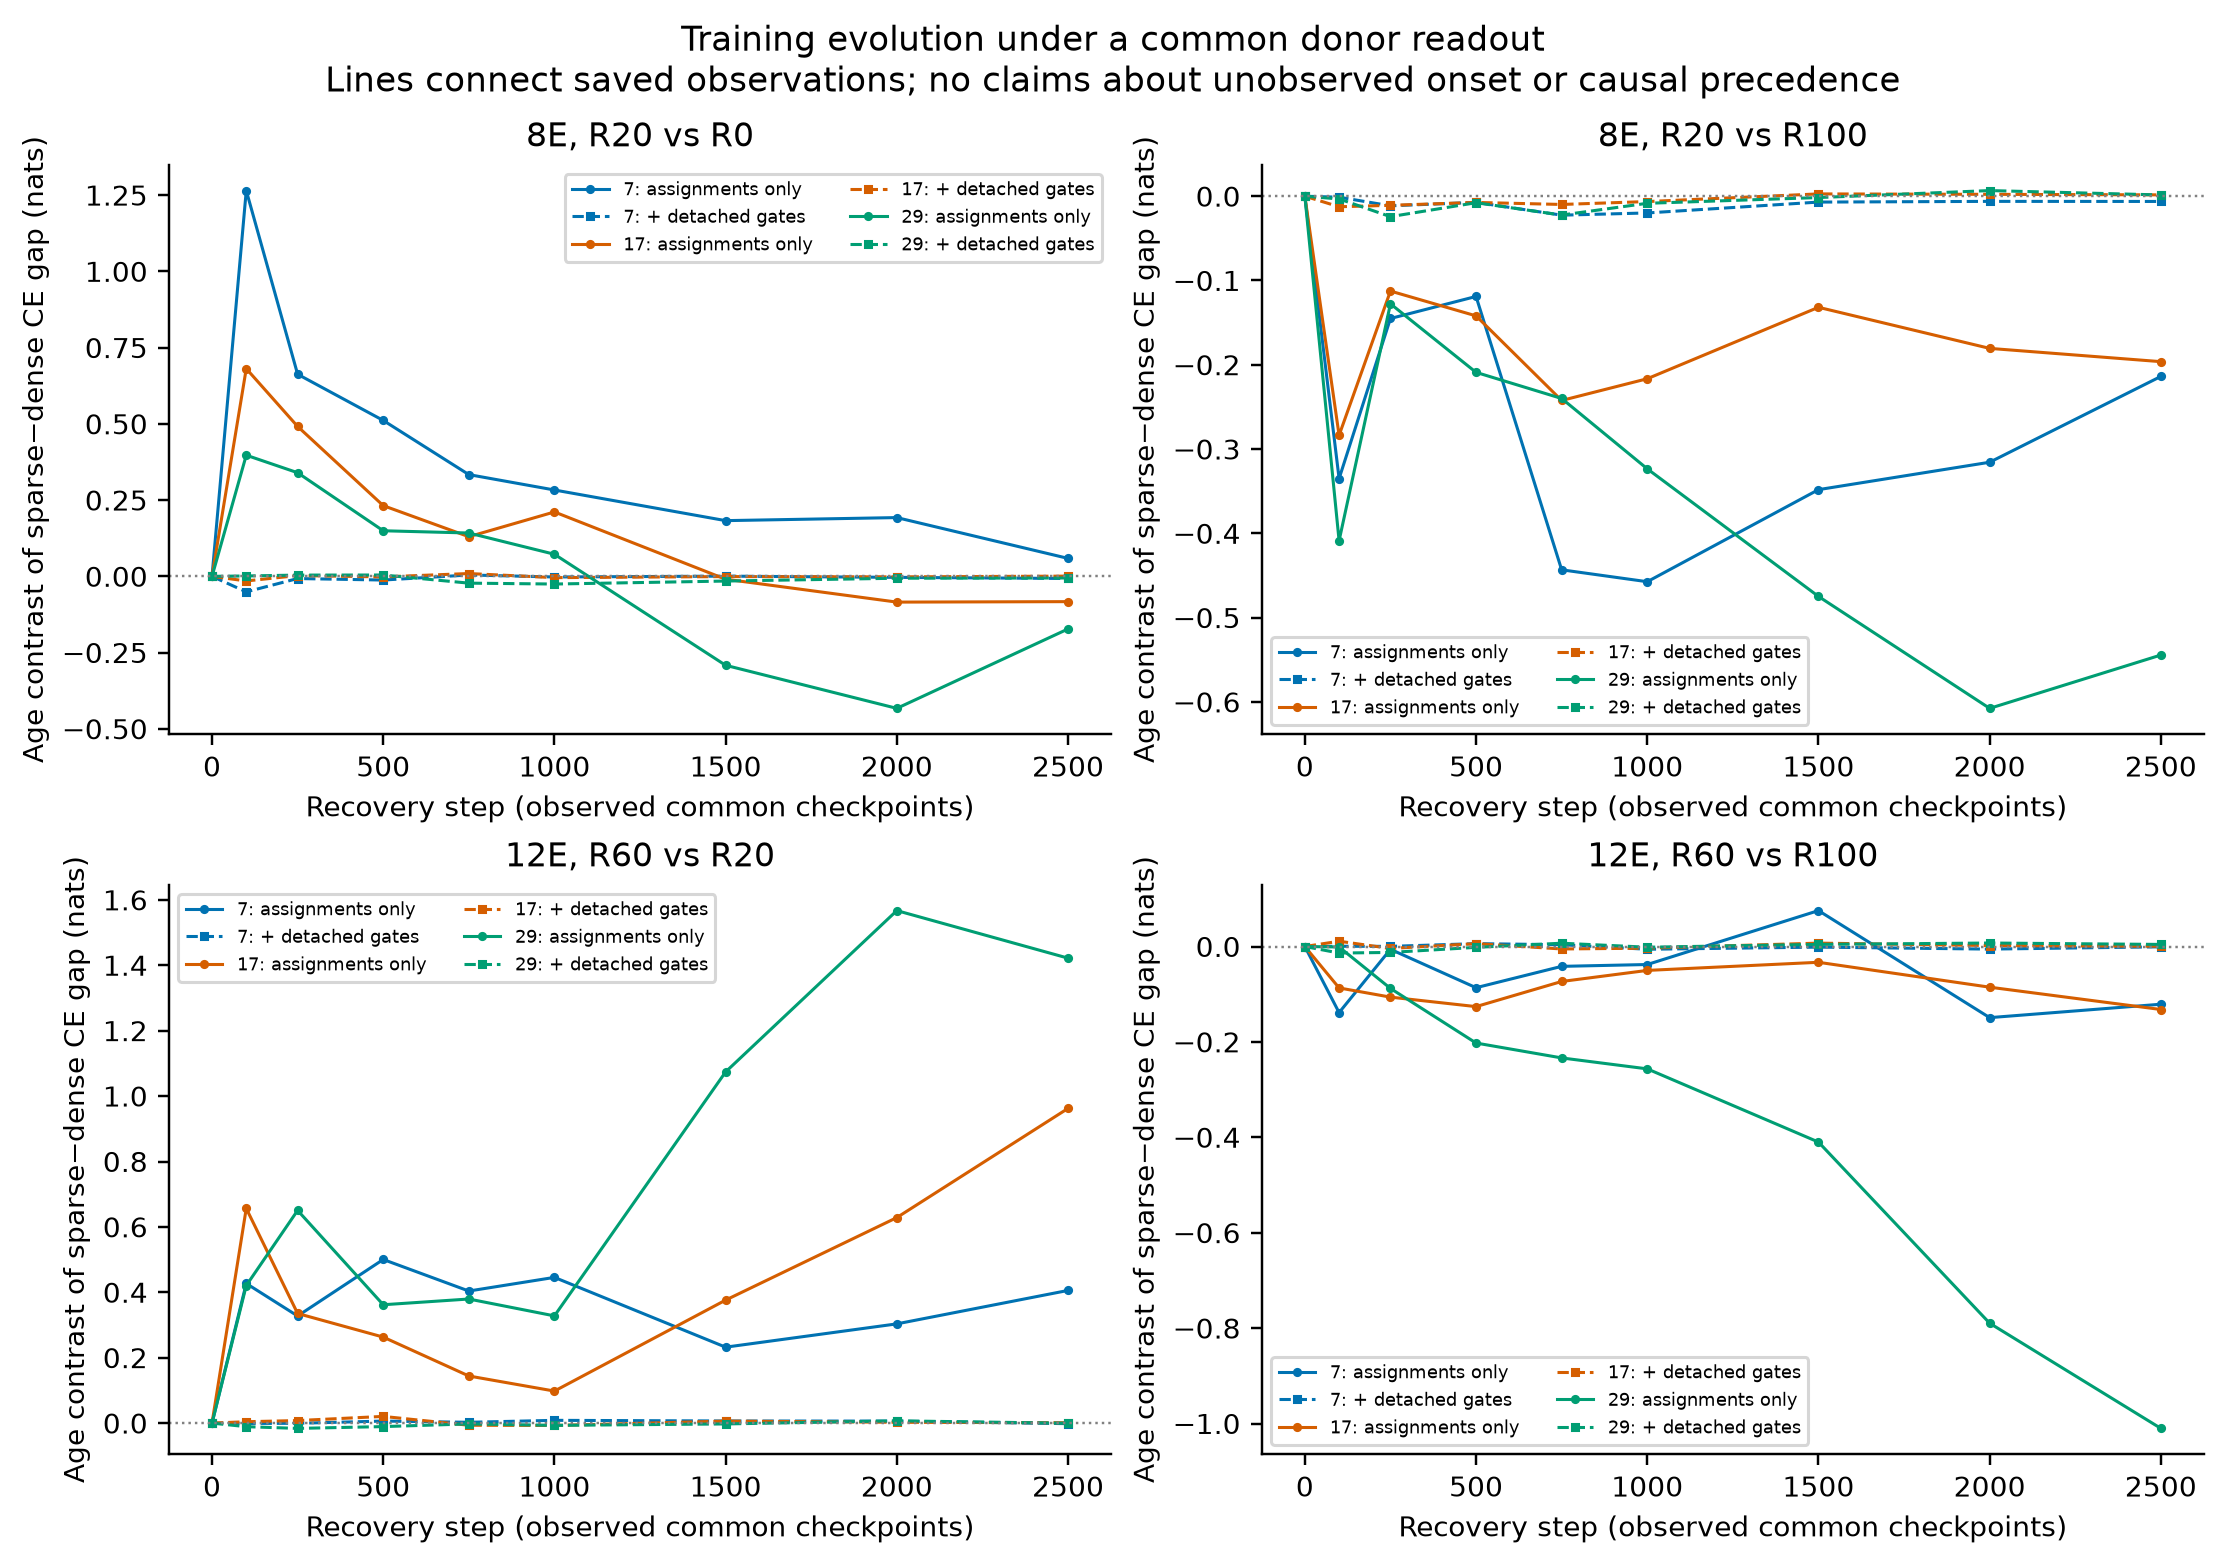 Training evolution under a common donor readout
Lines connect saved observations; no claims about unobserved onset or causal precedence
8E, R20 vs R0
Age contrast of sparse−dense CE gap (nats)
1.25
1.00
0.75
0.50
0.25
0.00
−0.25
−0.50
7: assignments only
7: + detached gates
17: assignments only
17: + detached gates
29: assignments only
29: + detached gates
0 500 1000 1500 2000 2500
Recovery step (observed common checkpoints)
8E, R20 vs R100
Age contrast of sparse−dense CE gap (nats)
0.0
−0.1
−0.2
−0.3
−0.4
−0.5
−0.6
7: assignments only
7: + detached gates
17: assignments only
17: + detached gates
29: assignments only
29: + detached gates
0 500 1000 1500 2000 2500
Recovery step (observed common checkpoints)
12E, R60 vs R20
Age contrast of sparse−dense CE gap (nats)
1.6
1.4
1.2
1.0
0.8
0.6
0.4
0.2
0.0
7: assignments only
7: + detached gates
17: assignments only
17: + detached gates
29: assignments only
29: + detached gates
0 500 1000 1500 2000 2500
Recovery step (observed common checkpoints)
12E, R60 vs R100
Age contrast of sparse−dense CE gap (nats)
0.0
−0.2
−0.4
−0.6
−0.8
−1.0
7: assignments only
7: + detached gates
17: assignments only
17: + detached gates
29: assignments only
29: + detached gates
0 500 1000 1500 2000 2500
Recovery step (observed common checkpoints)